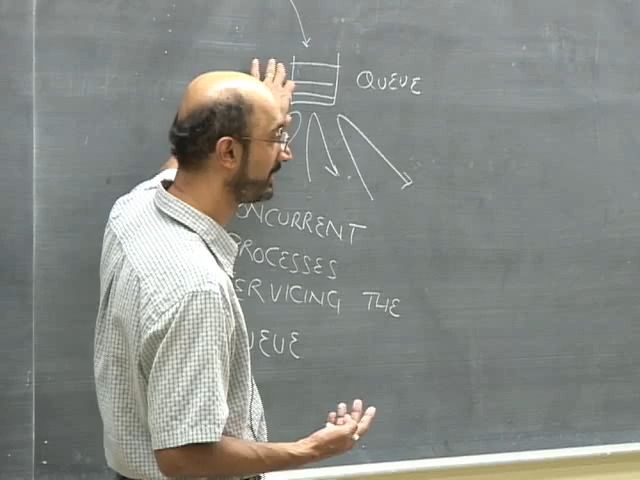 QUEUE
ONCURRENT
ROCESSES
ERVICING THE
UEUE